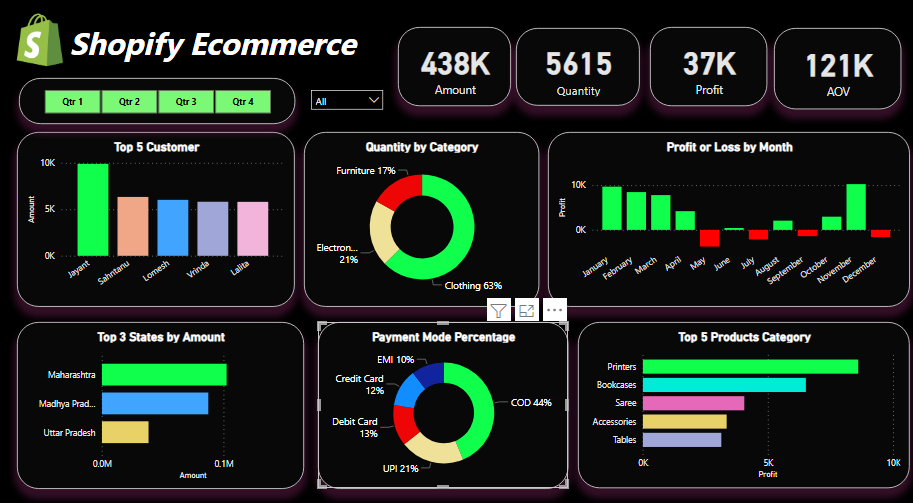 Shopify Ecommerce
438K
Amount
5615
Quantity
37K
Profit
121K
AOV
Qtr 1
Qtr 2
Qtr 3
Qtr 4
All
Top 5 Customer
Amount
10K
5K
0K
Jayant
Sahntanu
Lomesh
Vrinda
Lalita
Quantity by Category
Furniture 17%
Electron...
21%
Clothing 63%
Profit or Loss by Month
Profit
10K
0K
January
February
March
April
May
June
July
August
September
October
November
December
Top 3 States by Amount
Maharashtra
Madhya Prad...
Uttar Pradesh
0.0M
0.1M
Amount
Payment Mode Percentage
EMI 10%
Credit Card
12%
Debit Card
13%
UPI 21%
COD 44%
Top 5 Products Category
Printers
Bookcases
Saree
Accessories
Tables
0K
5K
10K
Profit